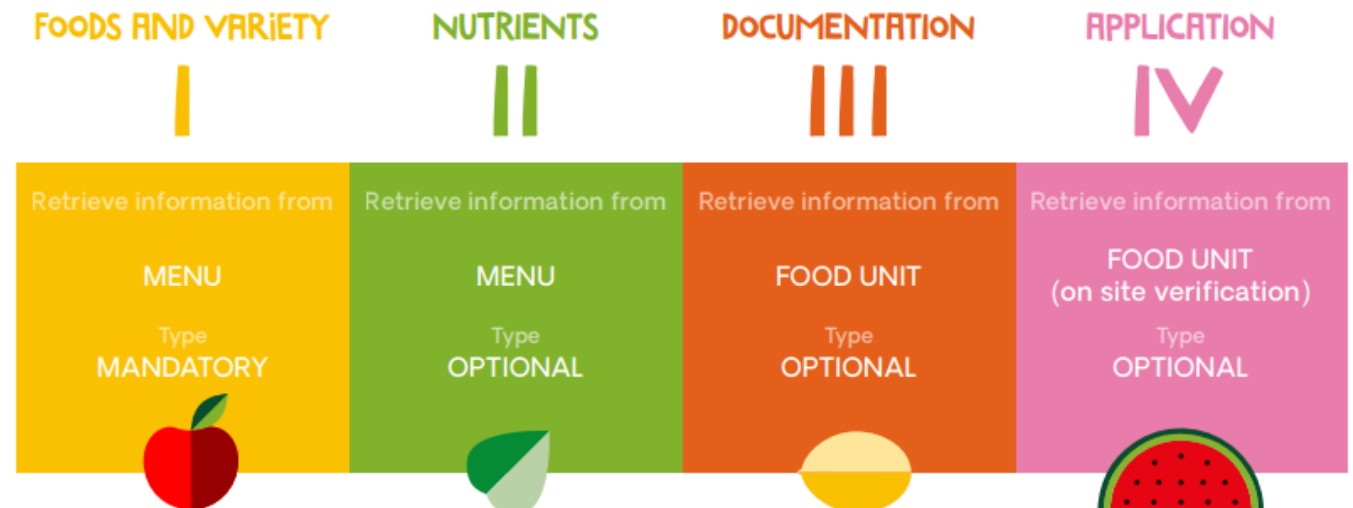 FOODS AND VARIETY
I
Retrieve information from
MENU
Type
MANDATORY
NUTRIENTS
II
Retrieve information from
MENU
Type
OPTIONAL
DOCUMENTATION
III
Retrieve information from
FOOD UNIT
Type
OPTIONAL
APPLICATION
IV
Retrieve information from
FOOD UNIT
(on site verification)
Type
OPTIONAL